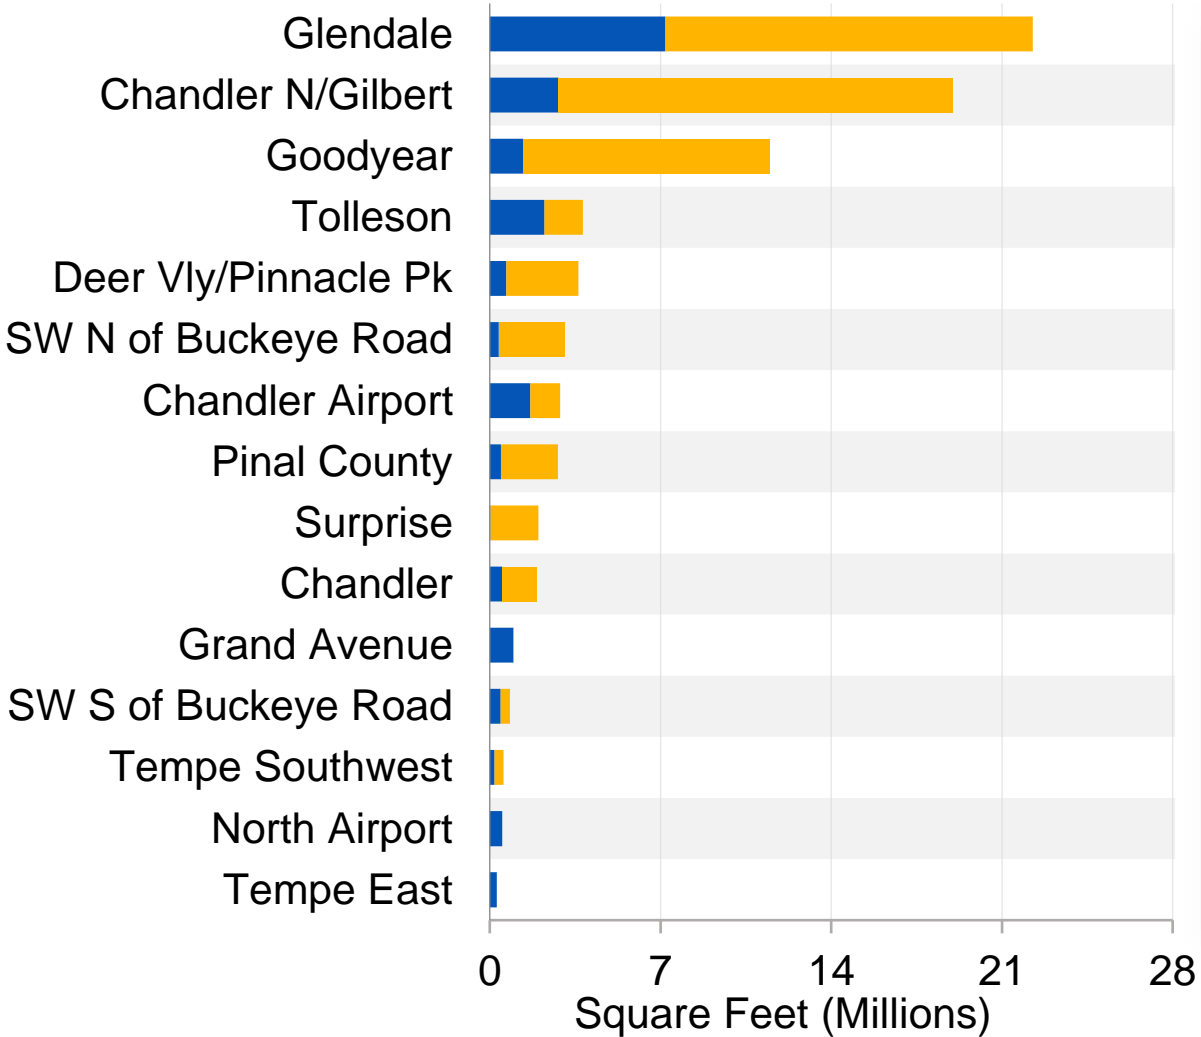 Glendale
Chandler N/Gilbert
Goodyear
Tolleson
Deer Vly/Pinnacle Pk
SW N of Buckeye Road
Chandler Airport
Pinal County
Surprise
Chandler
Grand Avenue
SW S of Buckeye Road
Tempe Southwest
North Airport
Tempe East
0 7 14 21 28
Square Feet (Millions)